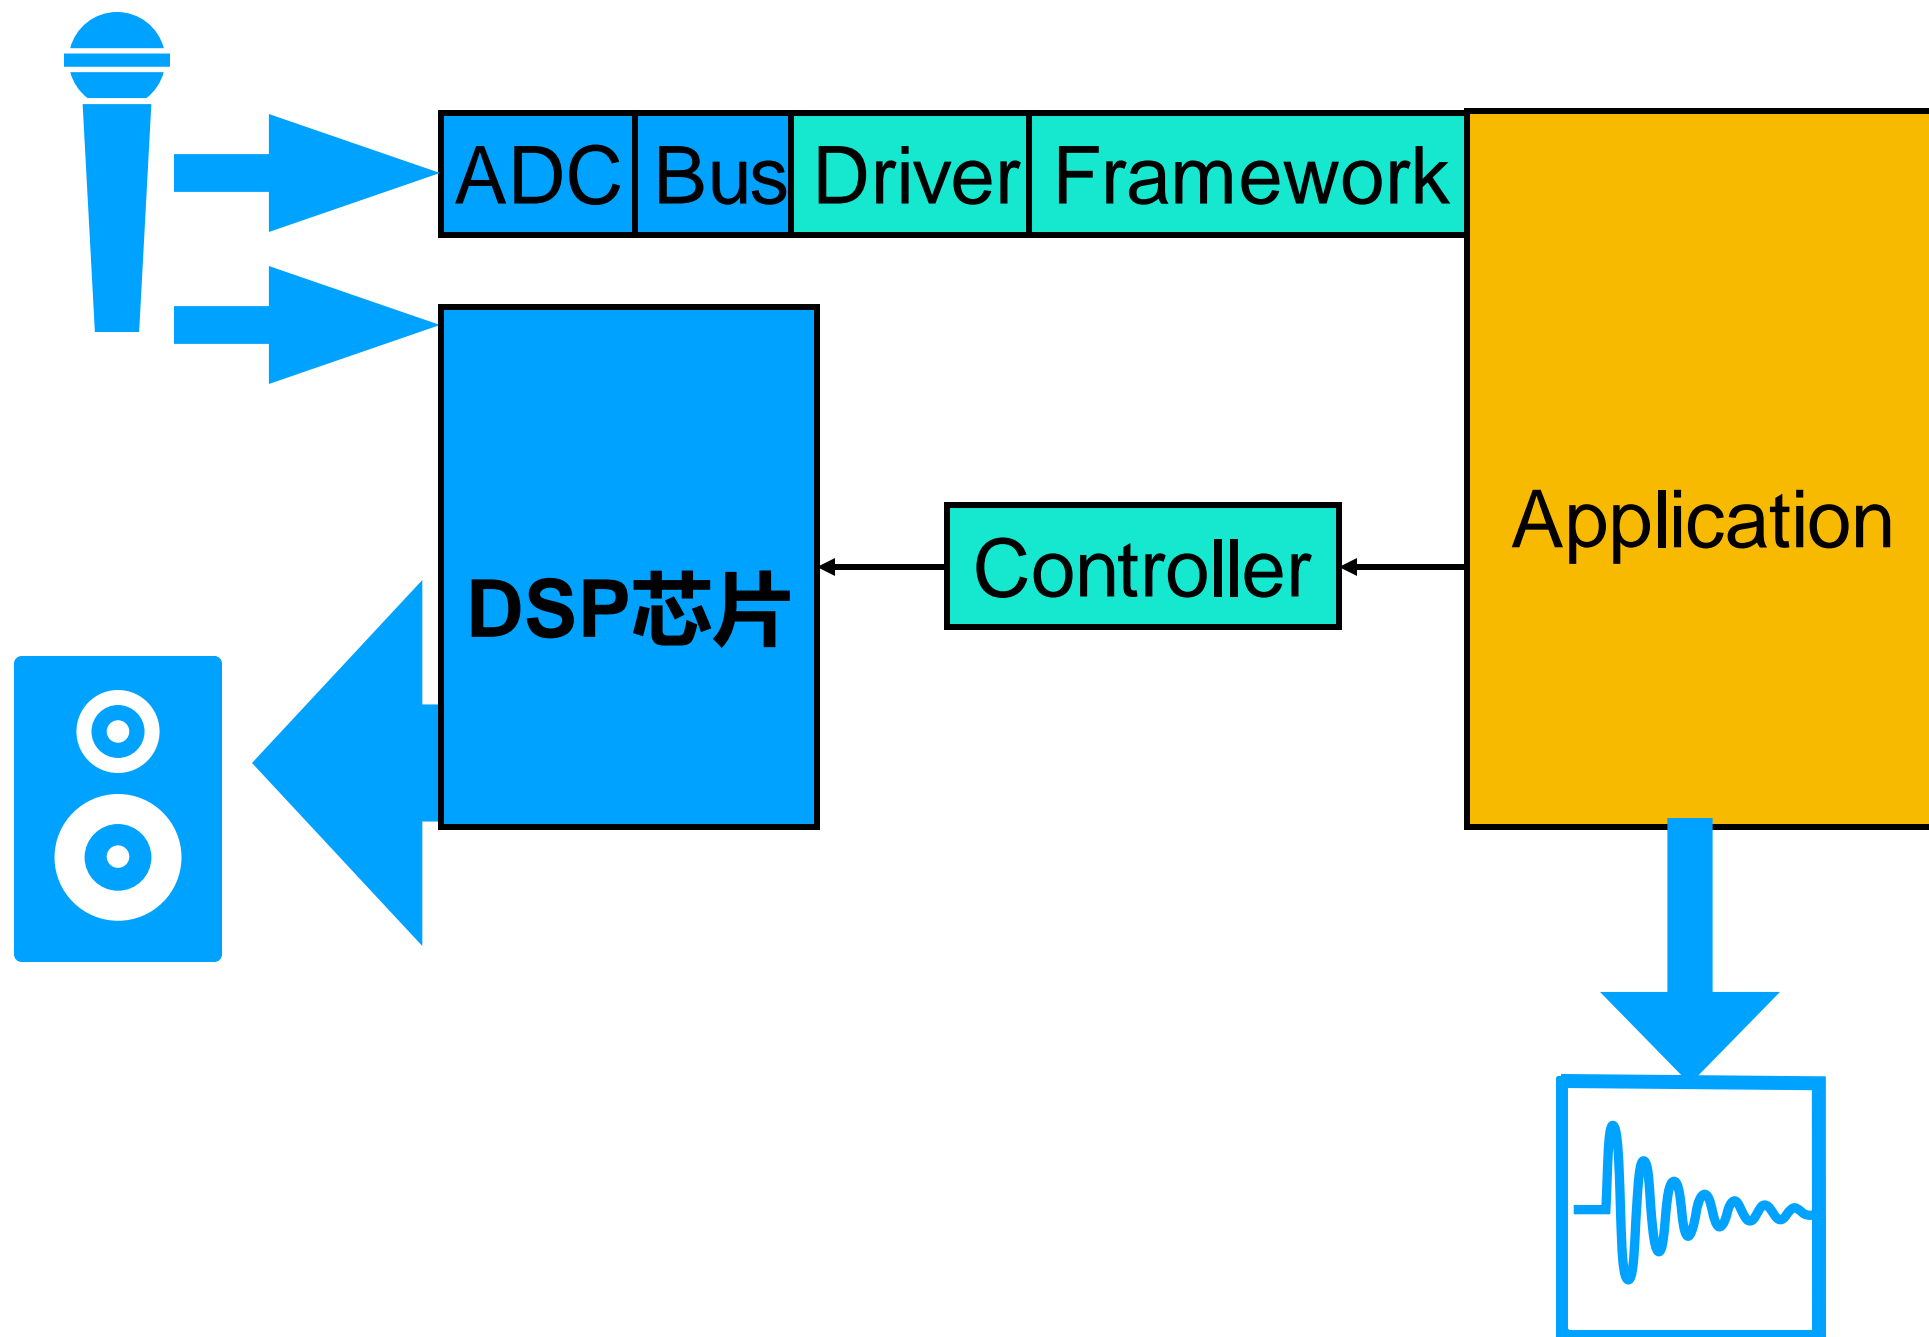 ADC
Bus
Driver
Framework
Application
Controller
DSP芯片